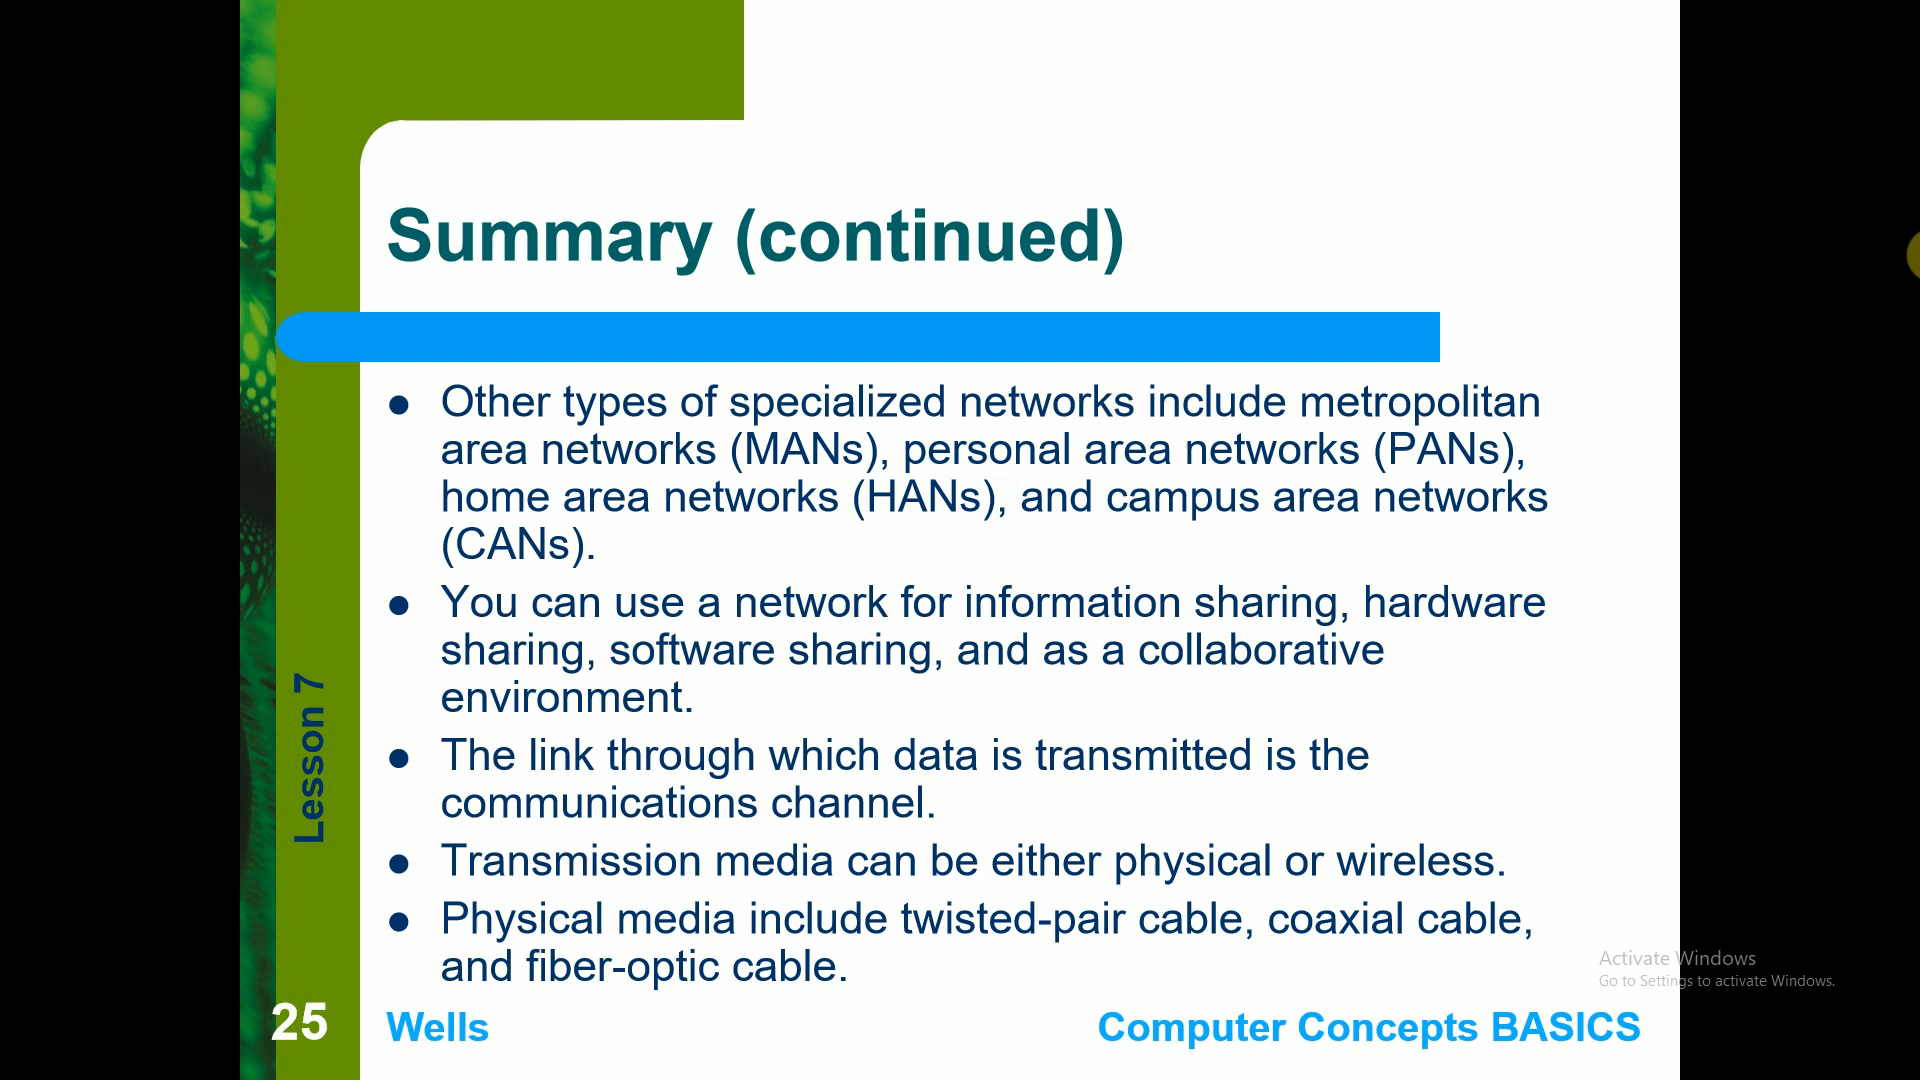 Summary (continued)
● Other types of specialized networks include metropolitan
area networks (MANs), personal area networks (PANs),
home area networks (HANs), and campus area networks
(CANs).
● You can use a network for information sharing, hardware
sharing, software sharing, and as a collaborative
environment.
● The link through which data is transmitted is the
communications channel.
● Transmission media can be either physical or wireless.
● Physical media include twisted-pair cable, coaxial cable,
and fiber-optic cable.
Lesson 7
25
Wells
Computer Concepts BASICS
Activate Windows
Go to Settings to activate Windows.